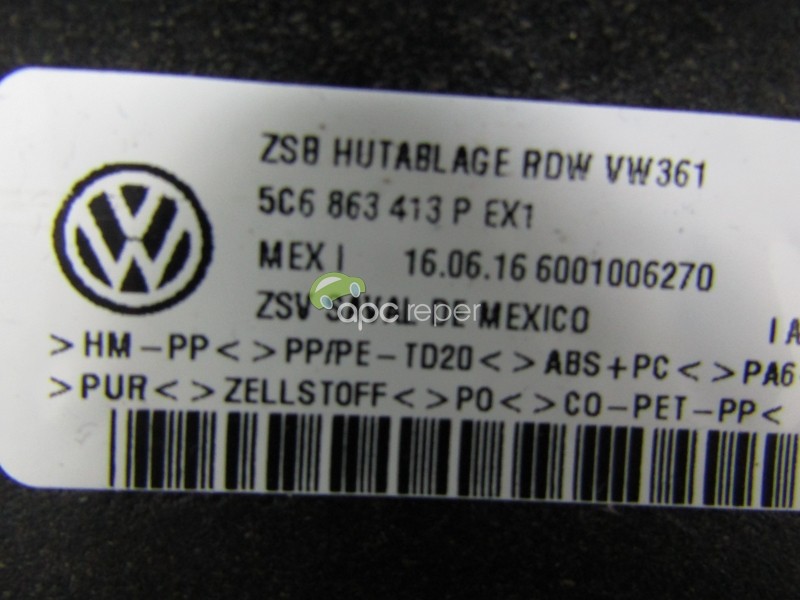 ZSB HUTABLAGE RDW VW361
5C6 863 413 P EX1
MEX I 16.06.16 6001006270
ZSV DE MEXICO
apcreper
I A
>HM-PP< >PP/PE-TD20< >ABS+PC< >PA6
>PUR< >ZELLSTOFF< >PO< >CO-PET-PP<